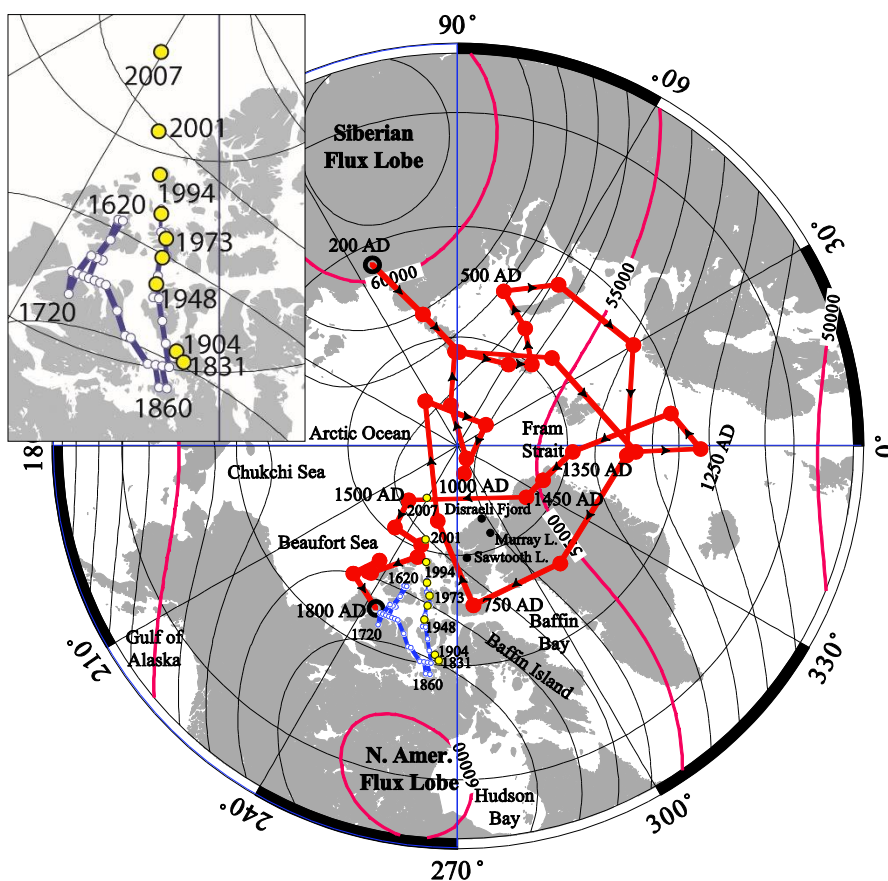 90°
60°
30°
0°
330°
300°
270°
240°
210°
18
2007
2001
1994
1620
1973
1948
1720
1904
1831
1860
Siberian
Flux Lobe
200 AD
60000
500 AD
55000
50000
Arctic Ocean
Fram
Strait
1350 AD
1250 AD
Chukchi Sea
1000 AD
1500 AD
1450 AD
2007
Disraeli Fjord
Murray L.
55000
Sawtooth L.
Beaufort Sea
2001
1994
1620
1973
1800 AD
750 AD
1720
1948
Baffin
Bay
Baffin Island
Gulf of
Alaska
1904
1831
1860
N. Amer.
Flux Lobe
60000
Hudson
Bay